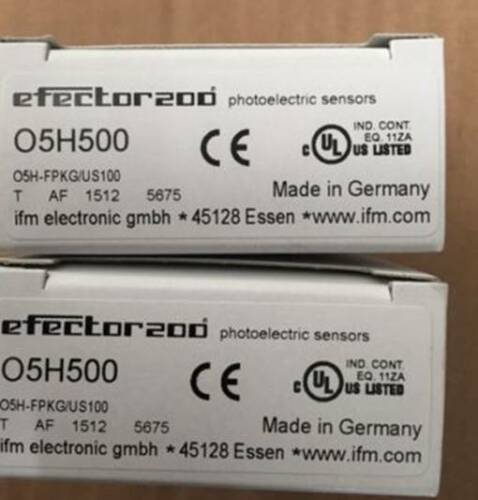 efector200 photoelectric sensors
O5H500
CE
c UL US LISTED
IND. CONT.
EQ. 11ZA
O5H-FPKG/US100
T AF 1512 5675
Made in Germany
ifm electronic gmbh * 45128 Essen * www.ifm.com
efector200 photoelectric sensors
O5H500
CE
c UL US LISTED
IND. CONT.
EQ. 11ZA
O5H-FPKG/US100
T AF 1512 5675
Made in Germany
ifm electronic gmbh * 45128 Essen * www.ifm.com